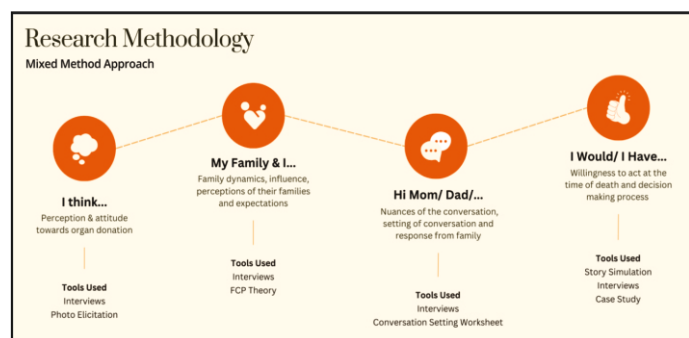 Research Methodology
Mixed Method Approach
I think...
Perception & attitude
towards organ donation
Tools Used
Interviews
Photo Elicitation
My Family & I...
Family dynamics, influence,
perceptions of their families
and expectations
Tools Used
Interviews
FCP Theory
Hi Mom/ Dad/...
Nuances of the conversation,
setting of conversation and
response from family
Tools Used
Interviews
Conversation Setting Worksheet
I Would/ I Have...
Willingness to act at the
time of death and decision
making process
Tools Used
Story Simulation
Interviews
Case Study